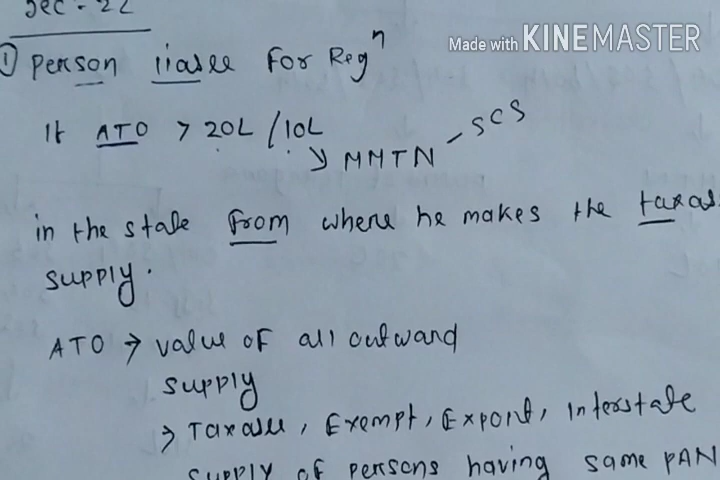 Sec - 22
Made with KINEMASTER
① person liable For Regⁿ
If ATO > 20L / 10L
↘ MMTN - SCS
in the state From where he makes the taxab
supply.
ATO → value of all outward
supply
→ Taxable, Exempt, Export, Interstate
supply of persons having same PAN